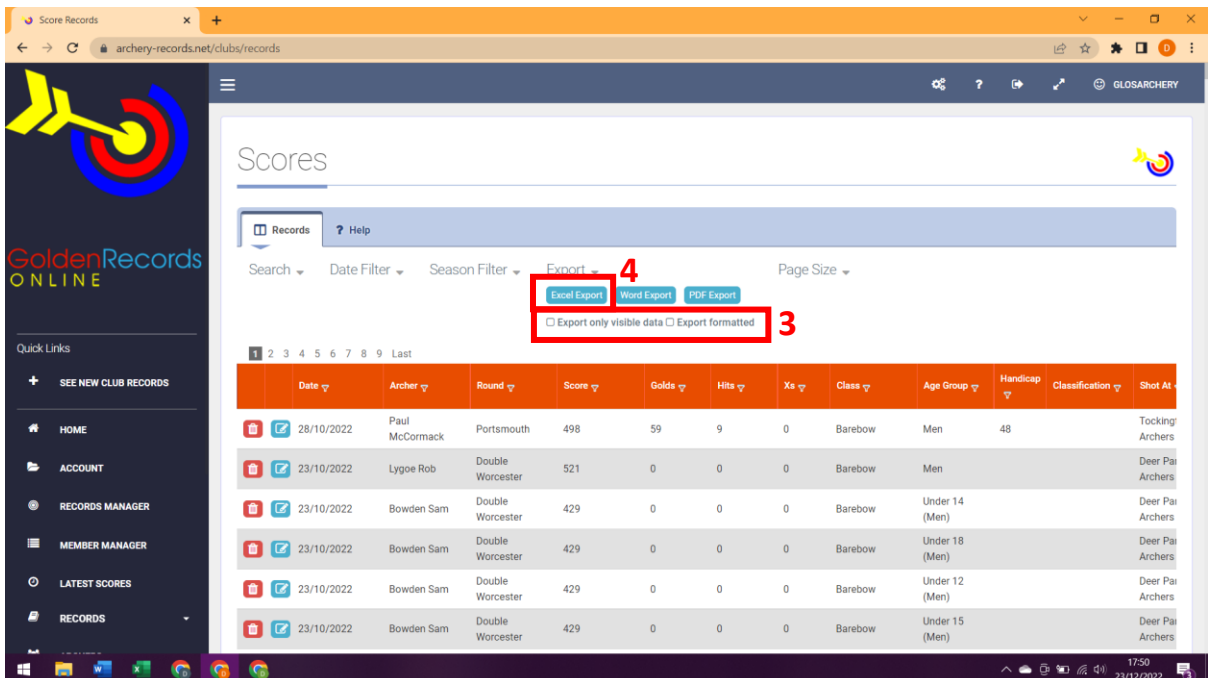 Score Records
archery-records.net/clubs/records
D
GLOSARCHERY
GoldenRecords
ONLINE
Quick Links
SEE NEW CLUB RECORDS
HOME
ACCOUNT
RECORDS MANAGER
MEMBER MANAGER
LATEST SCORES
RECORDS
Scores
Records ? Help
Search Date Filter Season Filter Export 4 Page Size
Excel Export Word Export PDF Export
Export only visible data Export formatted 3
1 2 3 4 5 6 7 8 9 Last
Date Archer Round Score Golds Hits Xs Class Age Group Handicap Classification Shot At
28/10/2022 Paul McCormack Portsmouth 498 59 9 0 Barebow Men 48 Tockingt Archers
23/10/2022 Lygoe Rob Double Worcester 521 0 0 0 Barebow Men Deer Par Archers
23/10/2022 Bowden Sam Double Worcester 429 0 0 0 Barebow Under 14 (Men) Deer Par Archers
23/10/2022 Bowden Sam Double Worcester 429 0 0 0 Barebow Under 18 (Men) Deer Par Archers
23/10/2022 Bowden Sam Double Worcester 429 0 0 0 Barebow Under 12 (Men) Deer Par Archers
23/10/2022 Bowden Sam Double Worcester 429 0 0 0 Barebow Under 15 (Men) Deer Par Archers
17:50
23/12/2022